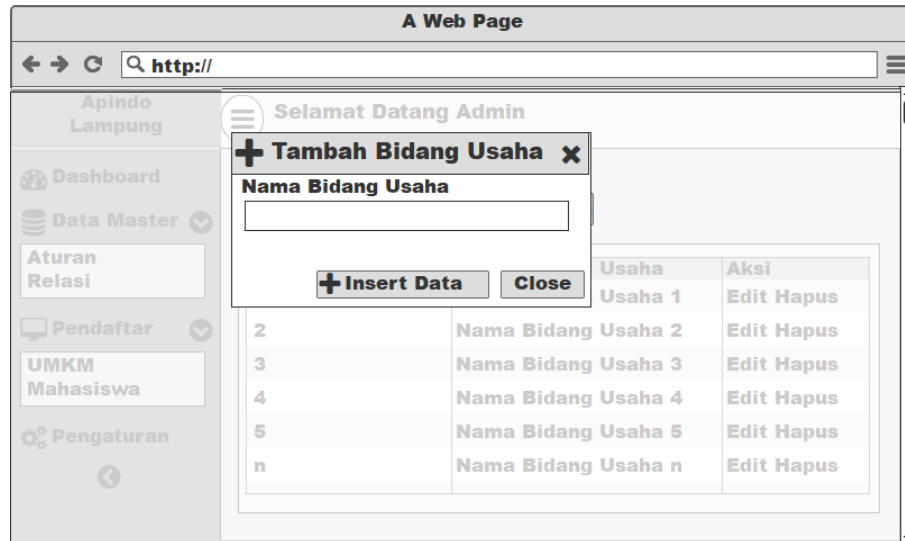 A Web Page
http://
Apindo
Lampung
Selamat Datang Admin
Tambah Bidang Usaha
Nama Bidang Usaha
Insert Data
Close
Dashboard
Data Master
Aturan
Relasi
Pendaftar
UMKM
Mahasiswa
Pengaturan
Usaha Aksi
Usaha 1 Edit Hapus
2 Nama Bidang Usaha 2 Edit Hapus
3 Nama Bidang Usaha 3 Edit Hapus
4 Nama Bidang Usaha 4 Edit Hapus
5 Nama Bidang Usaha 5 Edit Hapus
n Nama Bidang Usaha n Edit Hapus